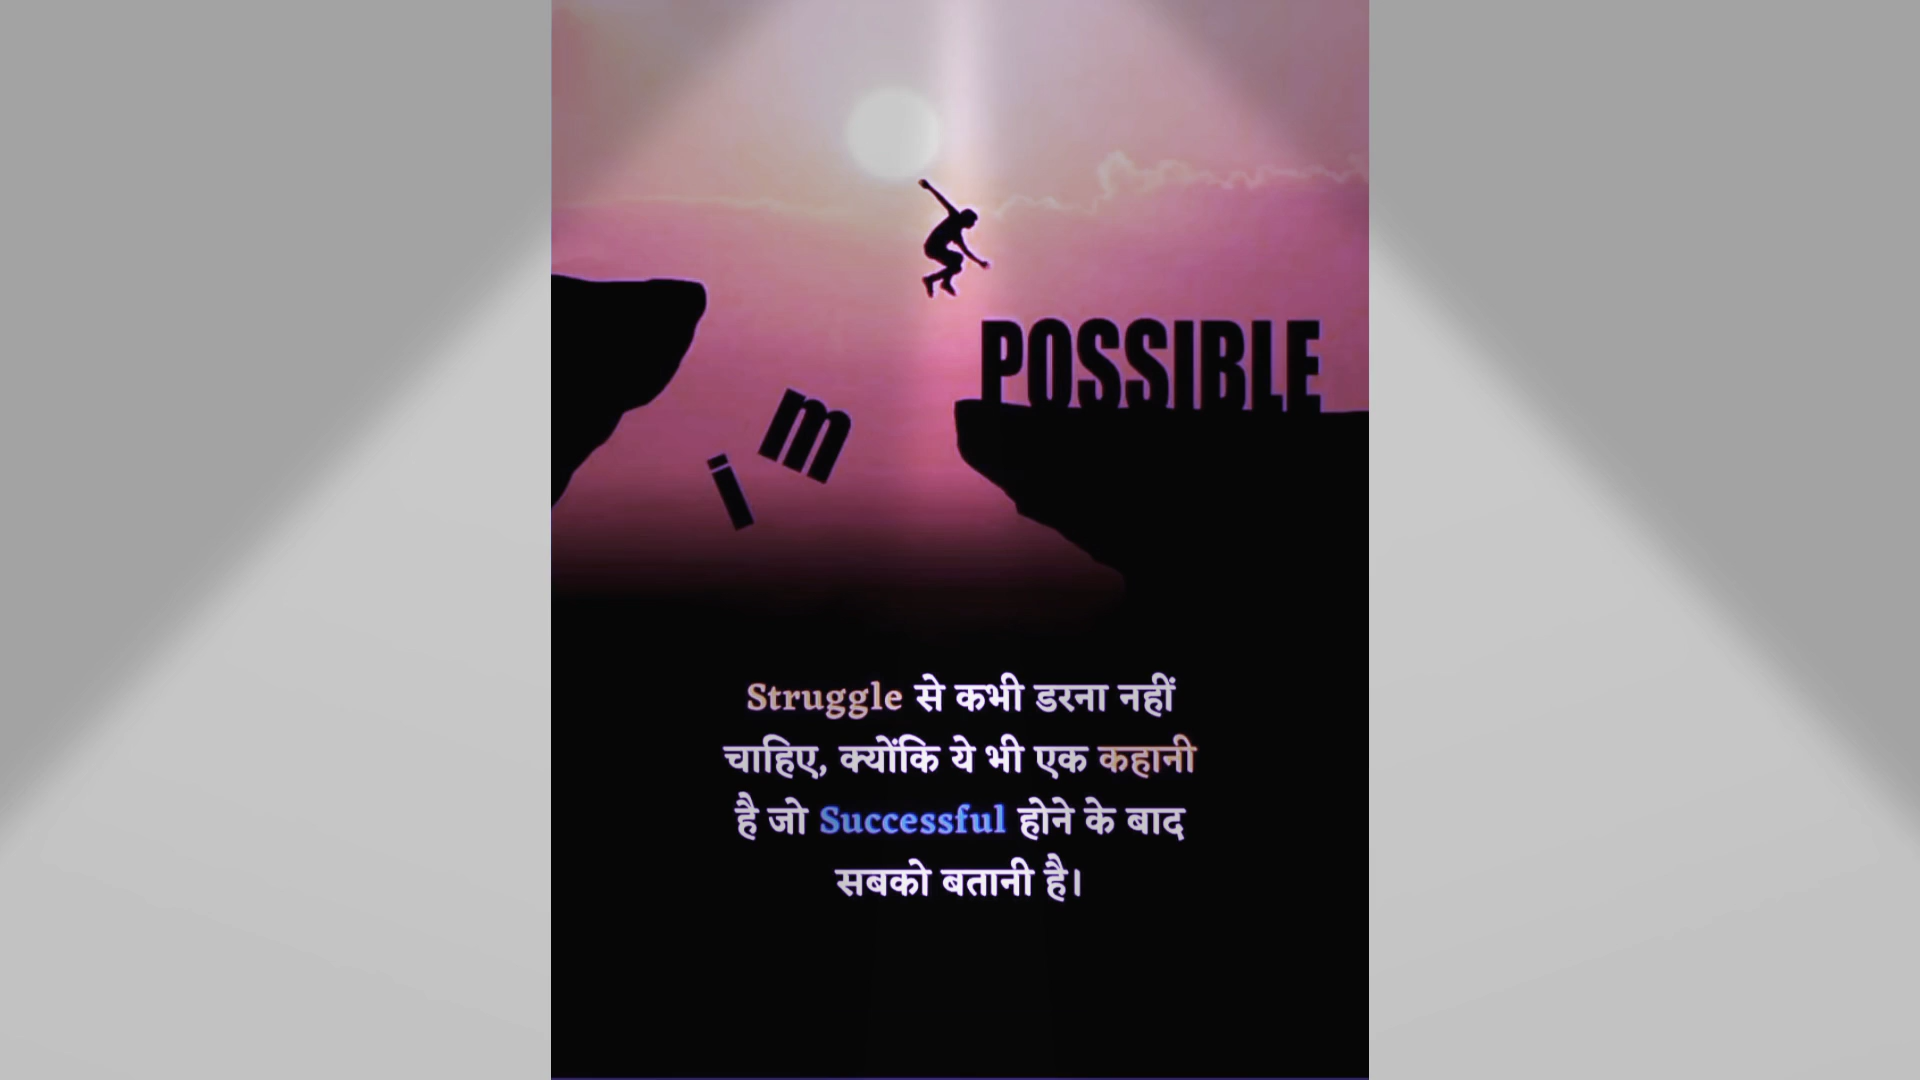 POSSIBLE
m
i
Struggle से कभी डरना नहीं
चाहिए, क्योंकि ये भी एक कहानी
है जो Successful होने के बाद
सबको बतानी है।